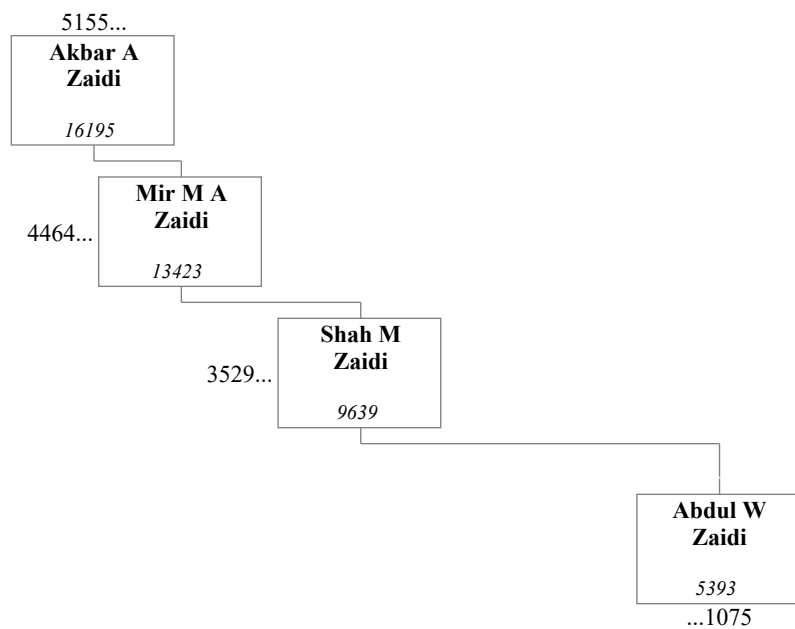 5155...
Akbar A
Zaidi
16195
Mir M A
Zaidi
4464...
13423
Shah M
Zaidi
3529...
9639
Abdul W
Zaidi
5393
...1075